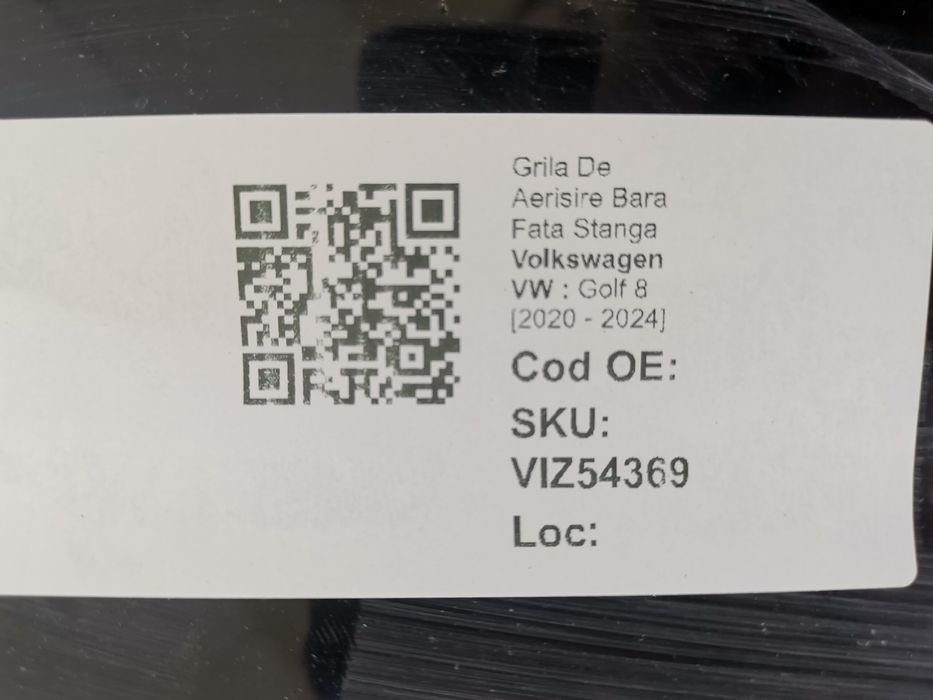 Grila De
Aerisire Bara
Fata Stanga
Volkswagen
VW : Golf 8
[2020 - 2024]
Cod OE:
SKU:
VIZ54369
Loc: